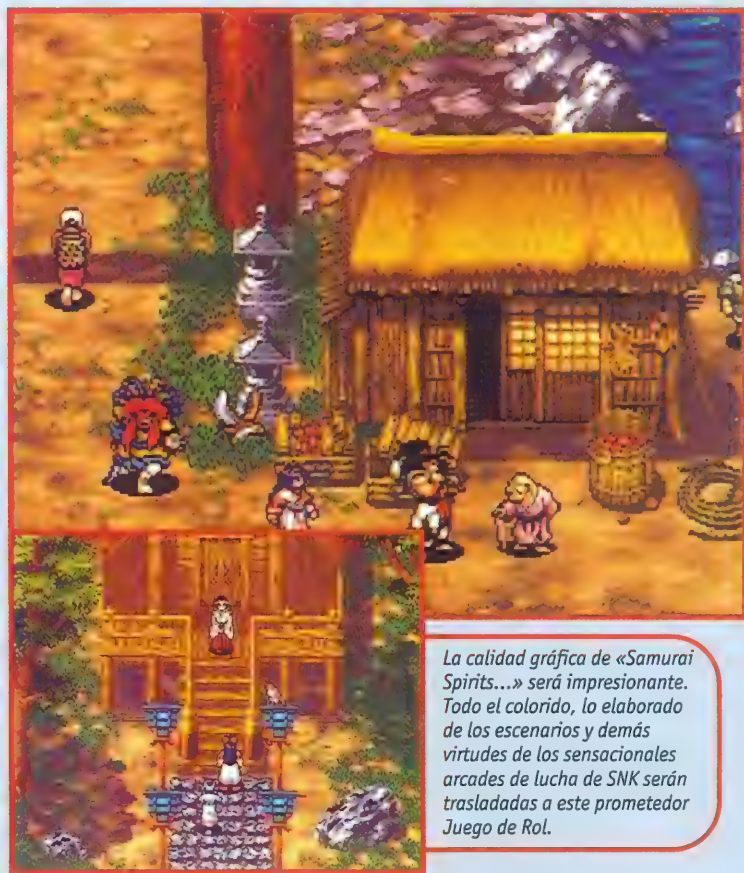 La calidad gráfica de «Samurai
Spirits...» será impresionante.
Todo el colorido, lo elaborado
de los escenarios y demás
virtudes de los sensacionales
arcades de lucha de SNK serán
trasladadas a este prometedor
Juego de Rol.